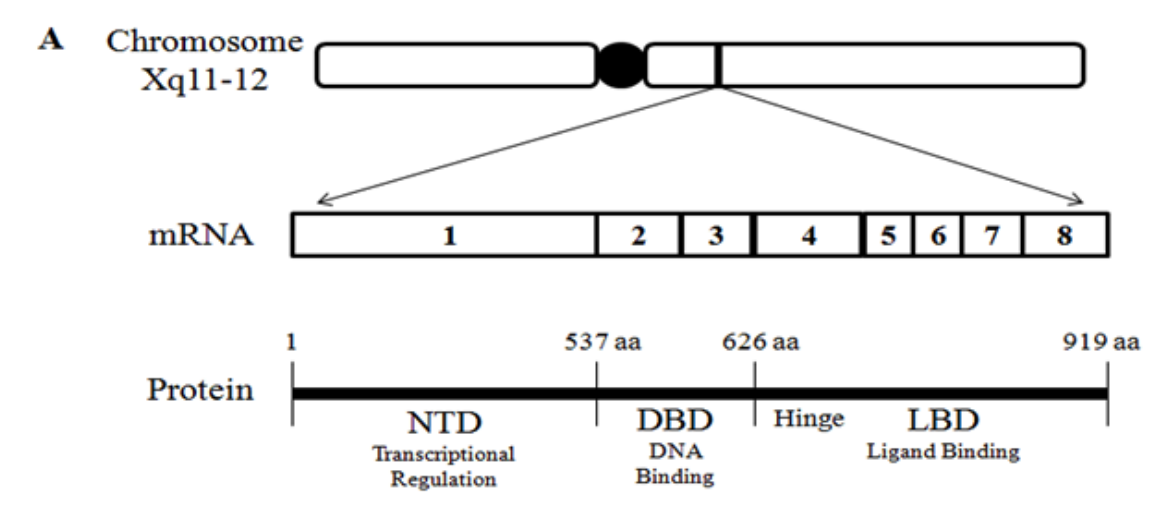 A
Chromosome
Xq11-12
mRNA
1 2 3 4 5 6 7 8
1 537 aa 626 aa 919 aa
Protein
NTD DBD Hinge LBD
Transcriptional DNA Ligand Binding
Regulation Binding